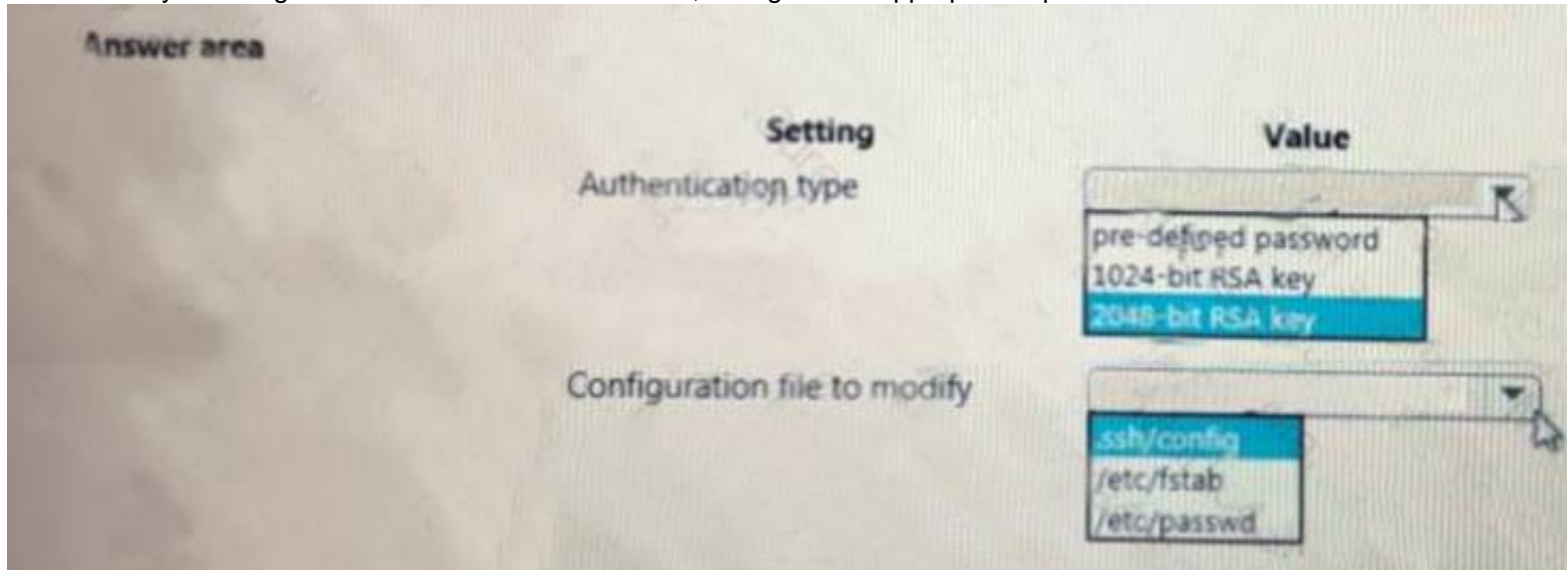 Answer area
Setting Value
Authentication type
pre-defined password
1024-bit RSA key
2048-bit RSA key
Configuration file to modify
.ssh/config
/etc/fstab
/etc/passwd